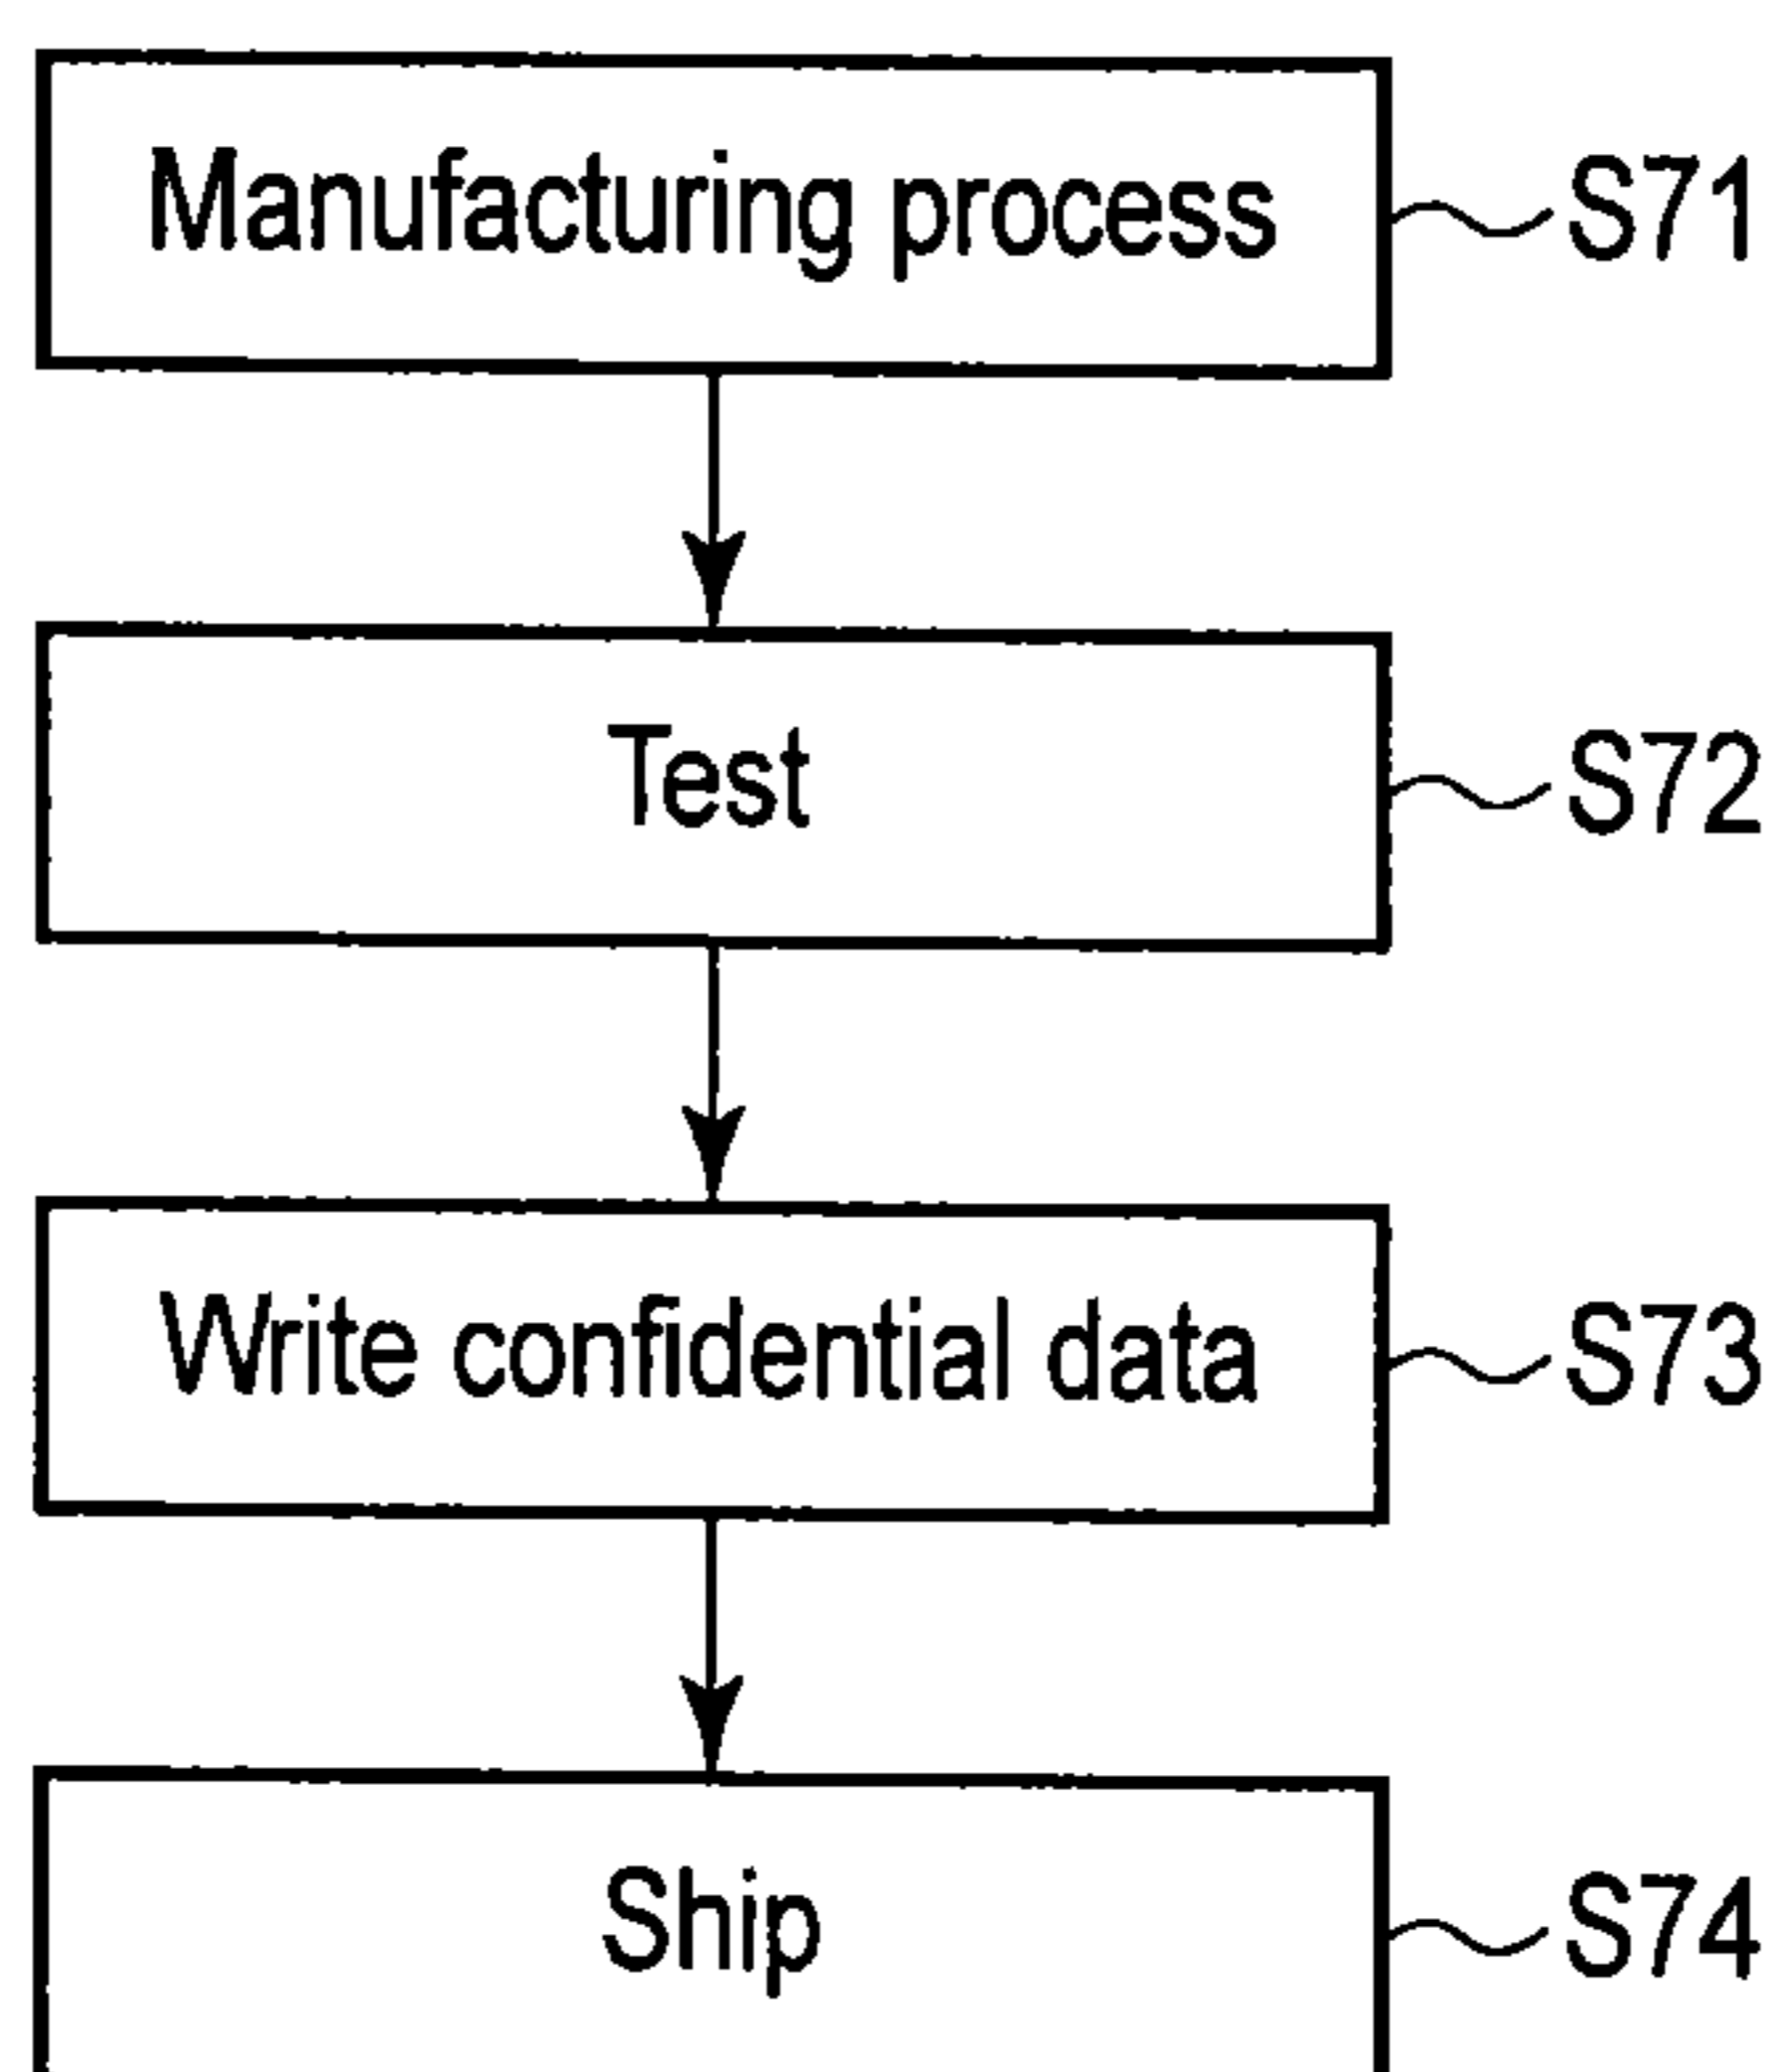 Manufacturing process S71
Test S72
Write confidential data S73
Ship S74